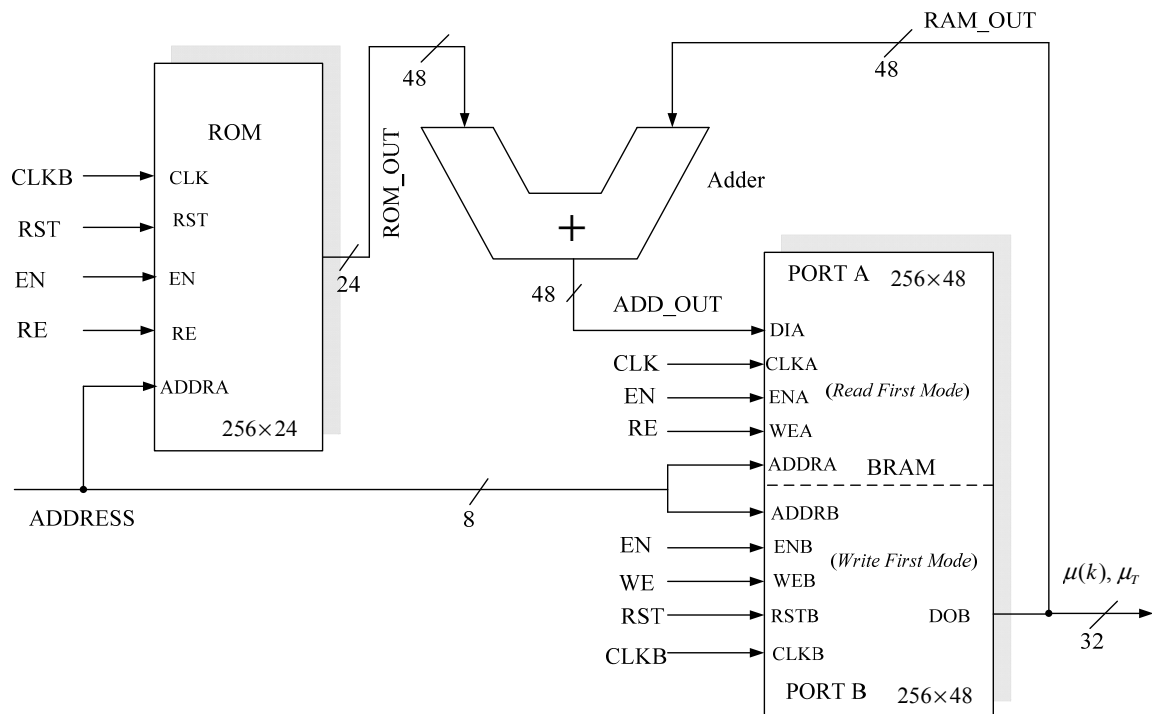 RAM_OUT
48
48
ROM
ROM_OUT
CLKB
CLK
Adder
RST
RST
+
EN
EN
24
PORT A
256×48
48
ADD_OUT
RE
RE
DIA
CLK
CLKA
ADDRA
EN
ENA
(Read First Mode)
256×24
RE
WEA
ADDRA
BRAM
ADDRESS
8
ADDRB
EN
ENB
(Write First Mode)
WE
WEB
μ(k), μT
RST
RSTB
DOB
32
CLKB
CLKB
PORT B
256×48